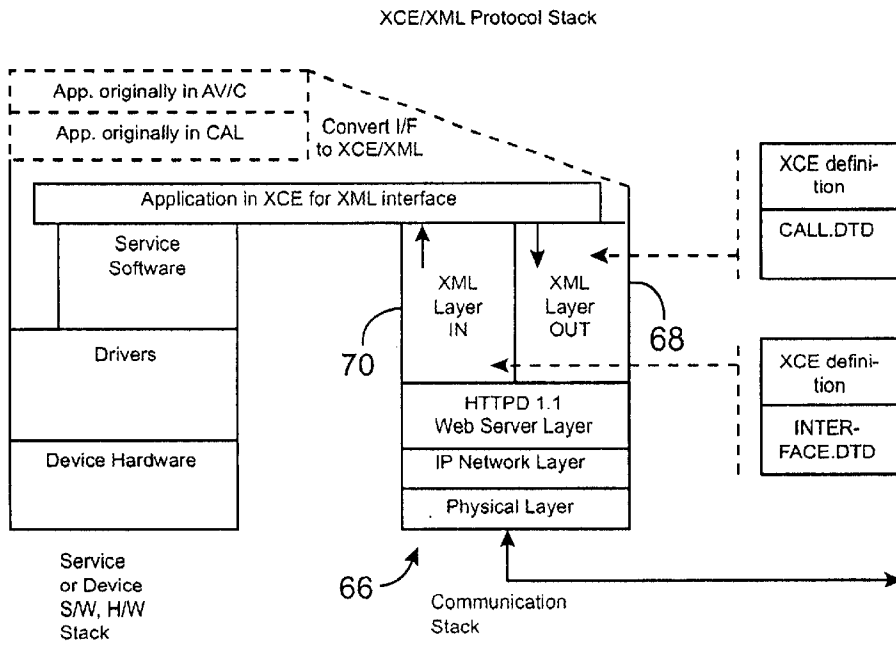 XCE/XML Protocol Stack
App. originally in AV/C
App. originally in CAL
Convert I/F
to XCE/XML
Application in XCE for XML interface
Service
Software
Drivers
Device Hardware
Service
or Device
S/W, H/W
Stack
XML
Layer
IN
XML
Layer
OUT
70
68
HTTPD 1.1
Web Server Layer
IP Network Layer
Physical Layer
66
Communication
Stack
XCE defini-
tion
CALL.DTD
XCE defini-
tion
INTER-
FACE.DTD